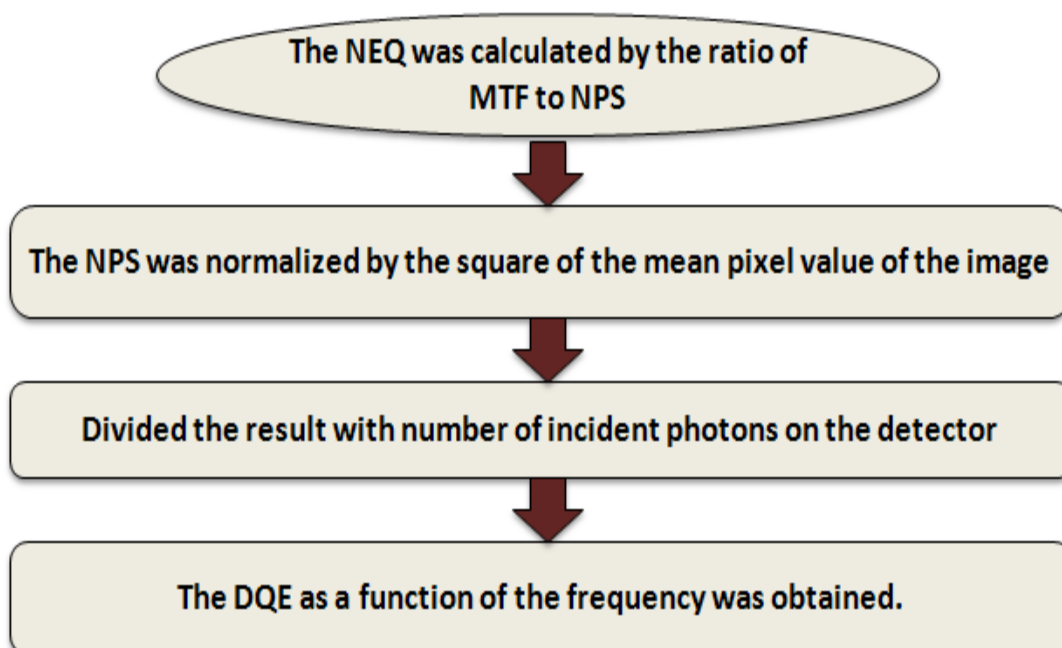 The NEQ was calculated by the ratio of
MTF to NPS
The NPS was normalized by the square of the mean pixel value of the image
Divided the result with number of incident photons on the detector
The DQE as a function of the frequency was obtained.